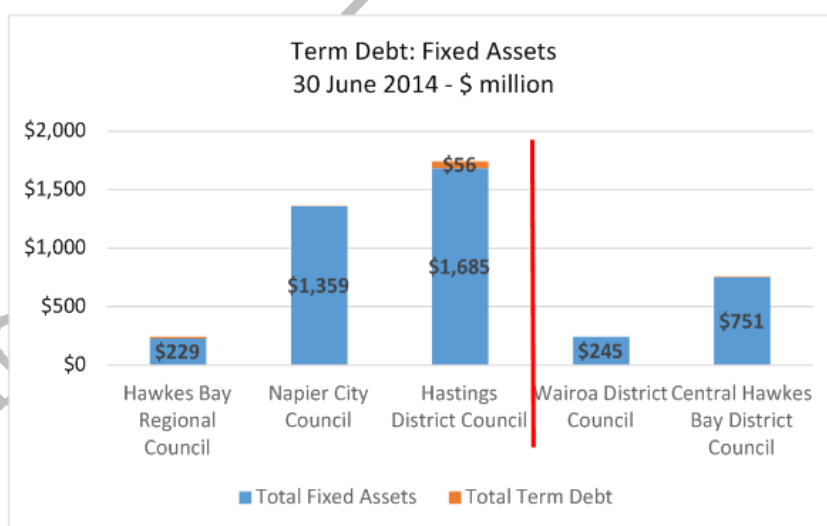 Term Debt: Fixed Assets
30 June 2014 - $ million
$2,000
$1,500
$1,000
$500
$0
$56
$1,685
$1,359
$751
$229
$245
Hawkes Bay
Regional
Council
Napier City
Council
Hastings
District Council
Wairoa District
Council
Central Hawkes
Bay District
Council
Total Fixed Assets
Total Term Debt